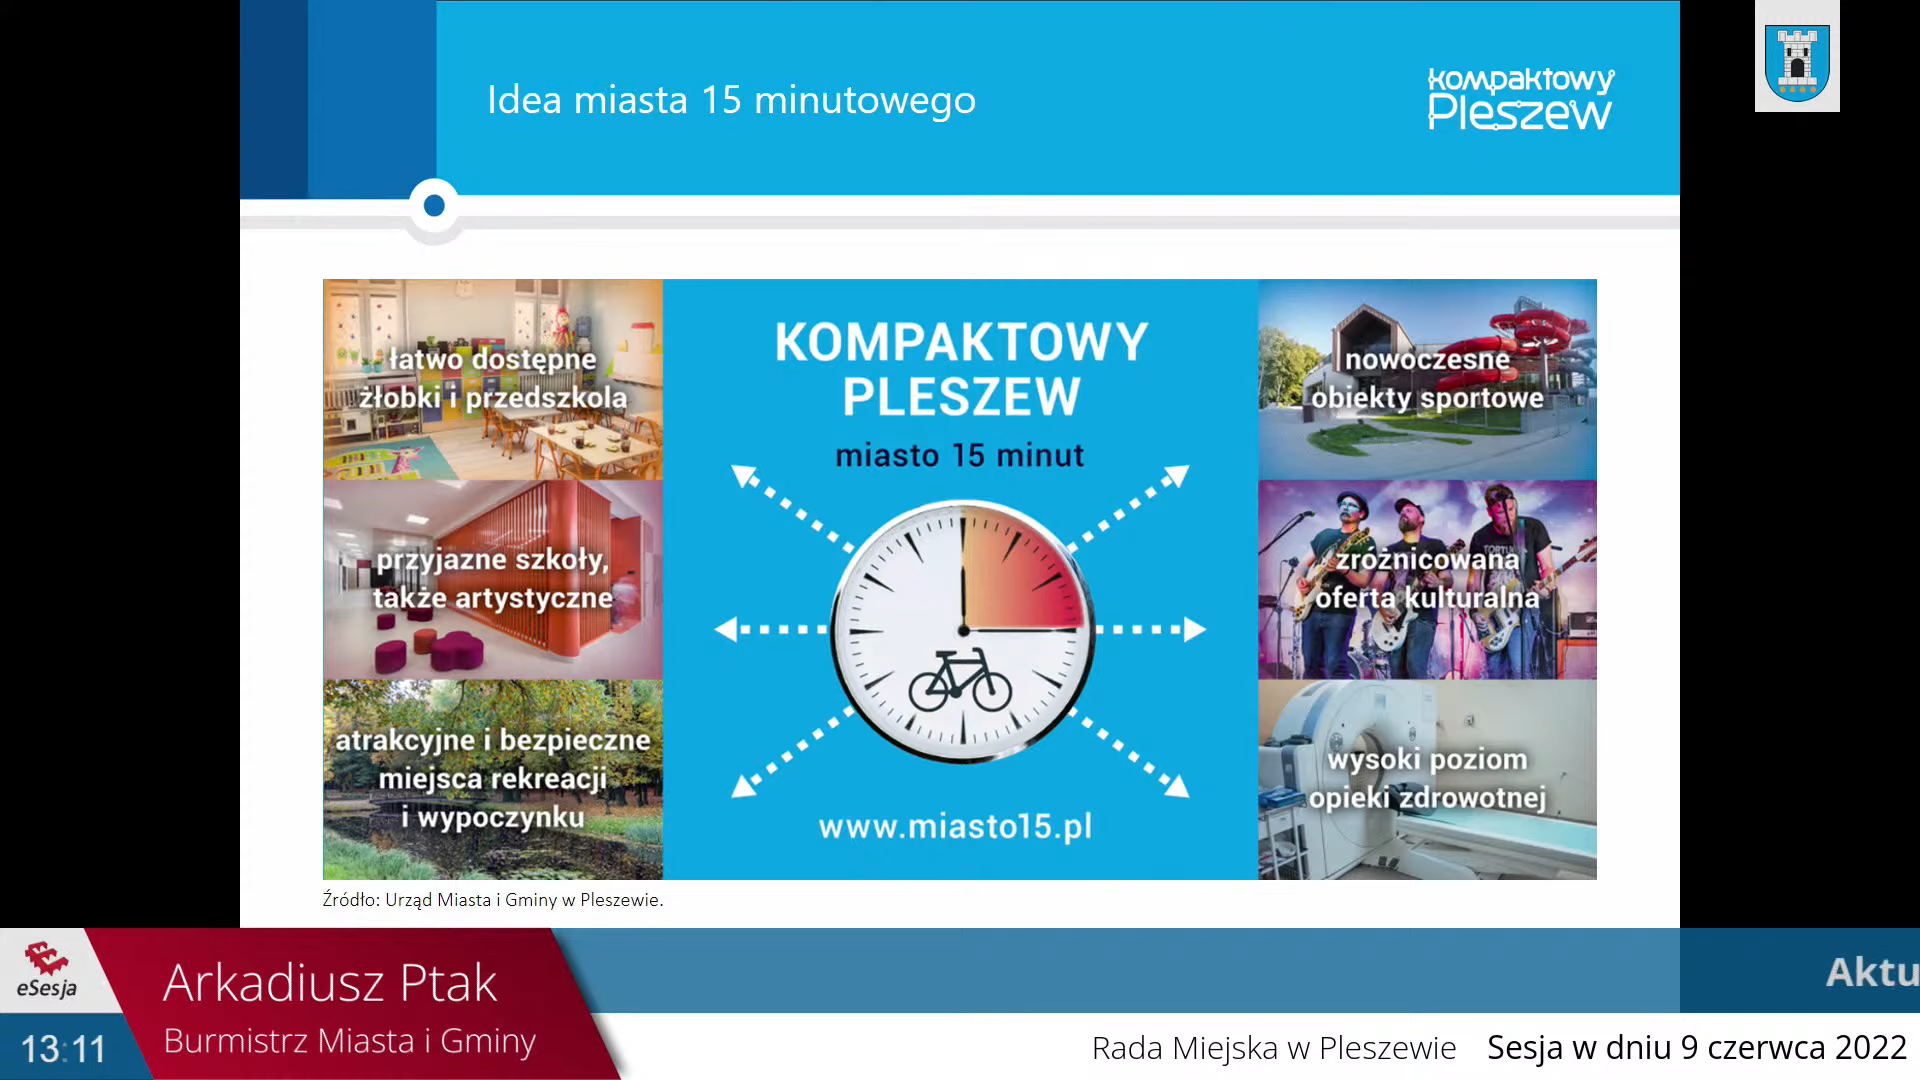 Idea miasta 15 minutowego
kompaktowy
Pleszew
łatwo dostępne
żłobki i przedszkola
przyjazne szkoły,
także artystyczne
atrakcyjne i bezpieczne
miejsca rekreacji
i wypoczynku
KOMPAKTOWY
PLESZEW
miasto 15 minut
www.miasto15.pl
nowoczesne
obiekty sportowe
zróżnicowana
oferta kulturalna
wysoki poziom
opieki zdrowotnej
Źródło: Urząd Miasta i Gminy w Pleszewie.
eSesja
Arkadiusz Ptak
Burmistrz Miasta i Gminy
Aktu
13:11
Rada Miejska w Pleszewie Sesja w dniu 9 czerwca 2022